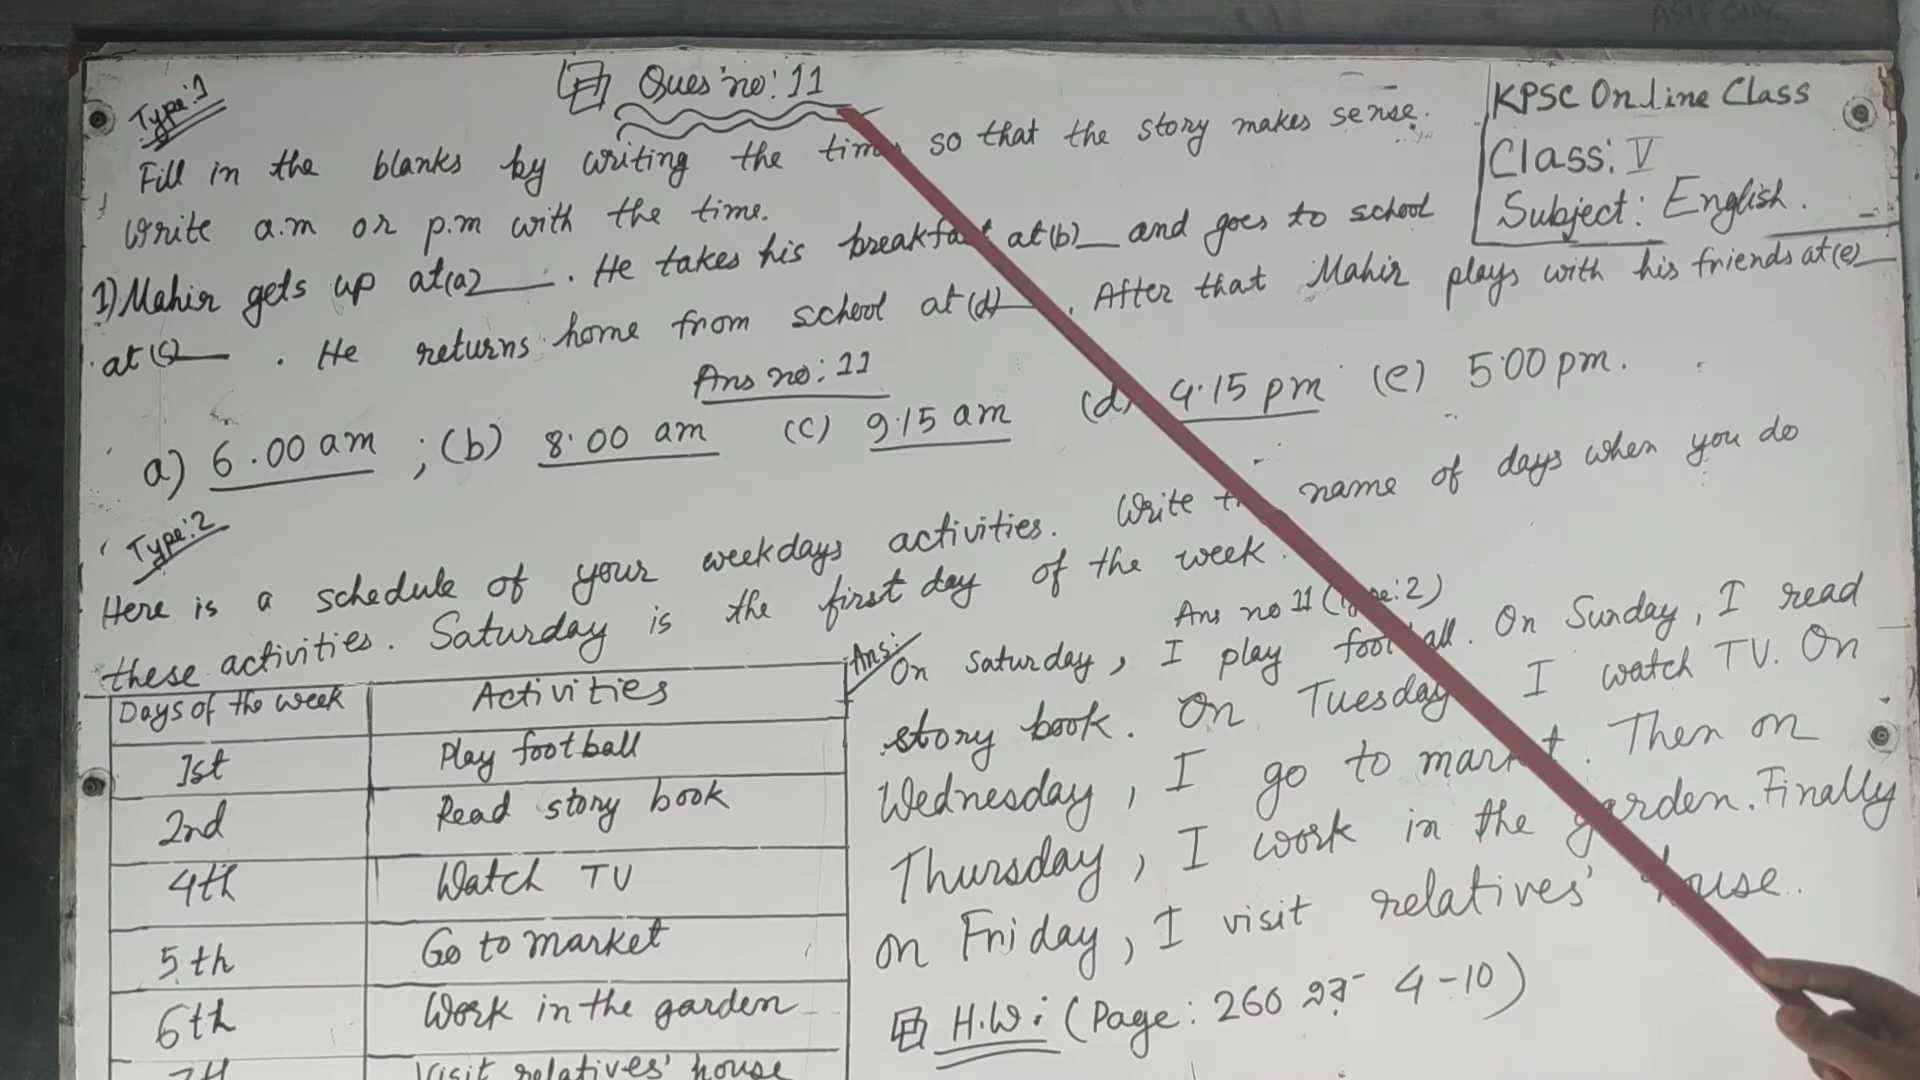 Type:1
Ques no: 11
KPSC Online Class
Class: V
Subject: English.
Fill in the blanks by writing the time so that the story makes sense.
Write a.m or p.m with the time.
1) Mahir gets up at(a)___. He takes his breakfast at(b)__ and goes to school
at(c)___. He returns home from school at (d)___. After that Mahir plays with his friends at(e)__
Ans no: 11
a) 6.00 am ; (b) 8:00 am (c) 9:15 am (d) 4.15 pm (e) 5:00 pm.
Type:2
Here is a schedule of your weekdays activities. Write the name of days when you do
these activities. Saturday is the first day of the week.
Days of the week Activities
1st Play football
2nd Read story book
4th Watch TV
5th Go to market
6th Work in the garden
7th Visit relatives' house
Ans no 11 (Type:2)
Ans:
On Saturday, I play football. On Sunday, I read
story book. On Tuesday I watch TV. On
Wednesday, I go to market. Then on
Thursday, I work in the garden. Finally
on Friday, I visit relatives' house.
H.W: (Page: 260 4-10)